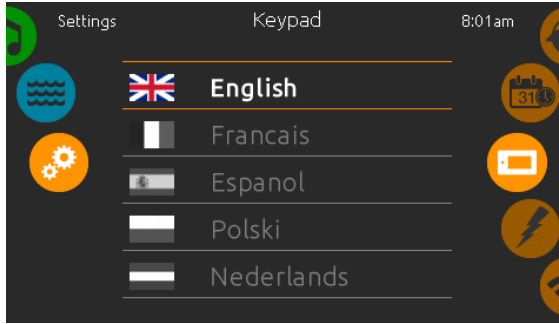 Settings Keypad 8:01am
English
Francais
31
Espanol
Polski
Nederlands